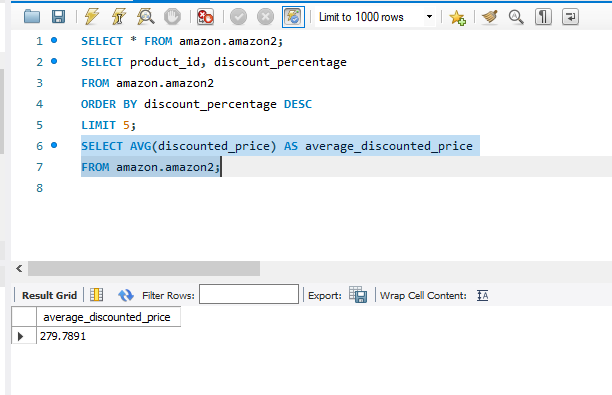 Limit to 1000 rows
1 SELECT * FROM amazon.amazon2;
2 SELECT product_id, discount_percentage
3 FROM amazon.amazon2
4 ORDER BY discount_percentage DESC
5 LIMIT 5;
6 SELECT AVG(discounted_price) AS average_discounted_price
7 FROM amazon.amazon2;
8
Result Grid Filter Rows: Export: Wrap Cell Content:
average_discounted_price
279.7891